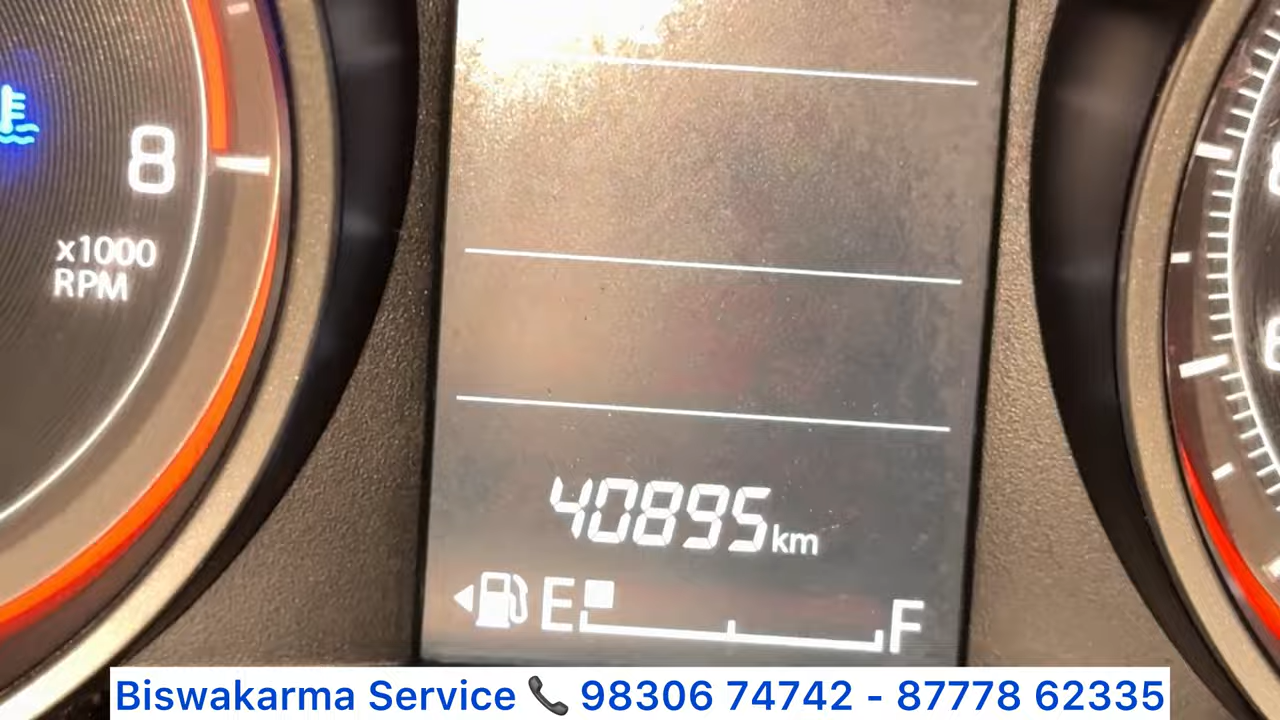 8
x1000
RPM
40895 km
E F
Biswakarma Service 📞 98306 74742 - 87778 62335